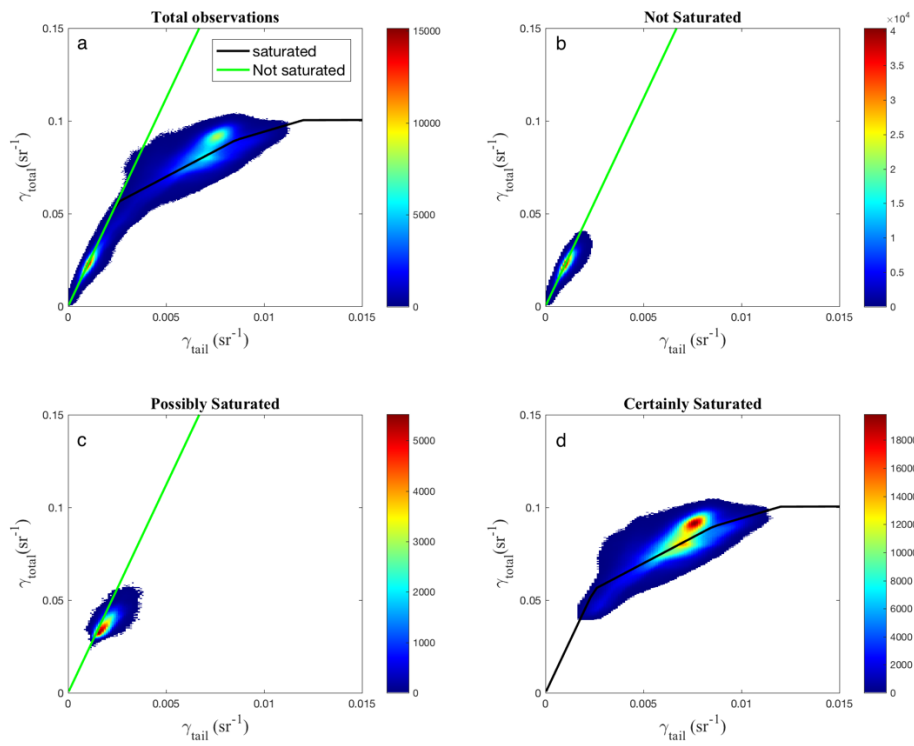 Total observations
a
saturated
Not saturated
γtotal(sr-1)
0.15
0.1
0.05
0
0 0.005 0.01 0.015
γtail (sr-1)
15000
10000
5000
0
Not Saturated
b
γtotal(sr-1)
0.15
0.1
0.05
0
0 0.005 0.01 0.015
γtail (sr-1)
×10^4
4
3.5
3
2.5
2
1.5
1
0.5
0
Possibly Saturated
c
γtotal(sr-1)
0.15
0.1
0.05
0
0 0.005 0.01 0.015
γtail (sr-1)
5000
4000
3000
2000
1000
0
Certainly Saturated
d
γtotal(sr-1)
0.15
0.1
0.05
0
0 0.005 0.01 0.015
γtail (sr-1)
18000
16000
14000
12000
10000
8000
6000
4000
2000
0